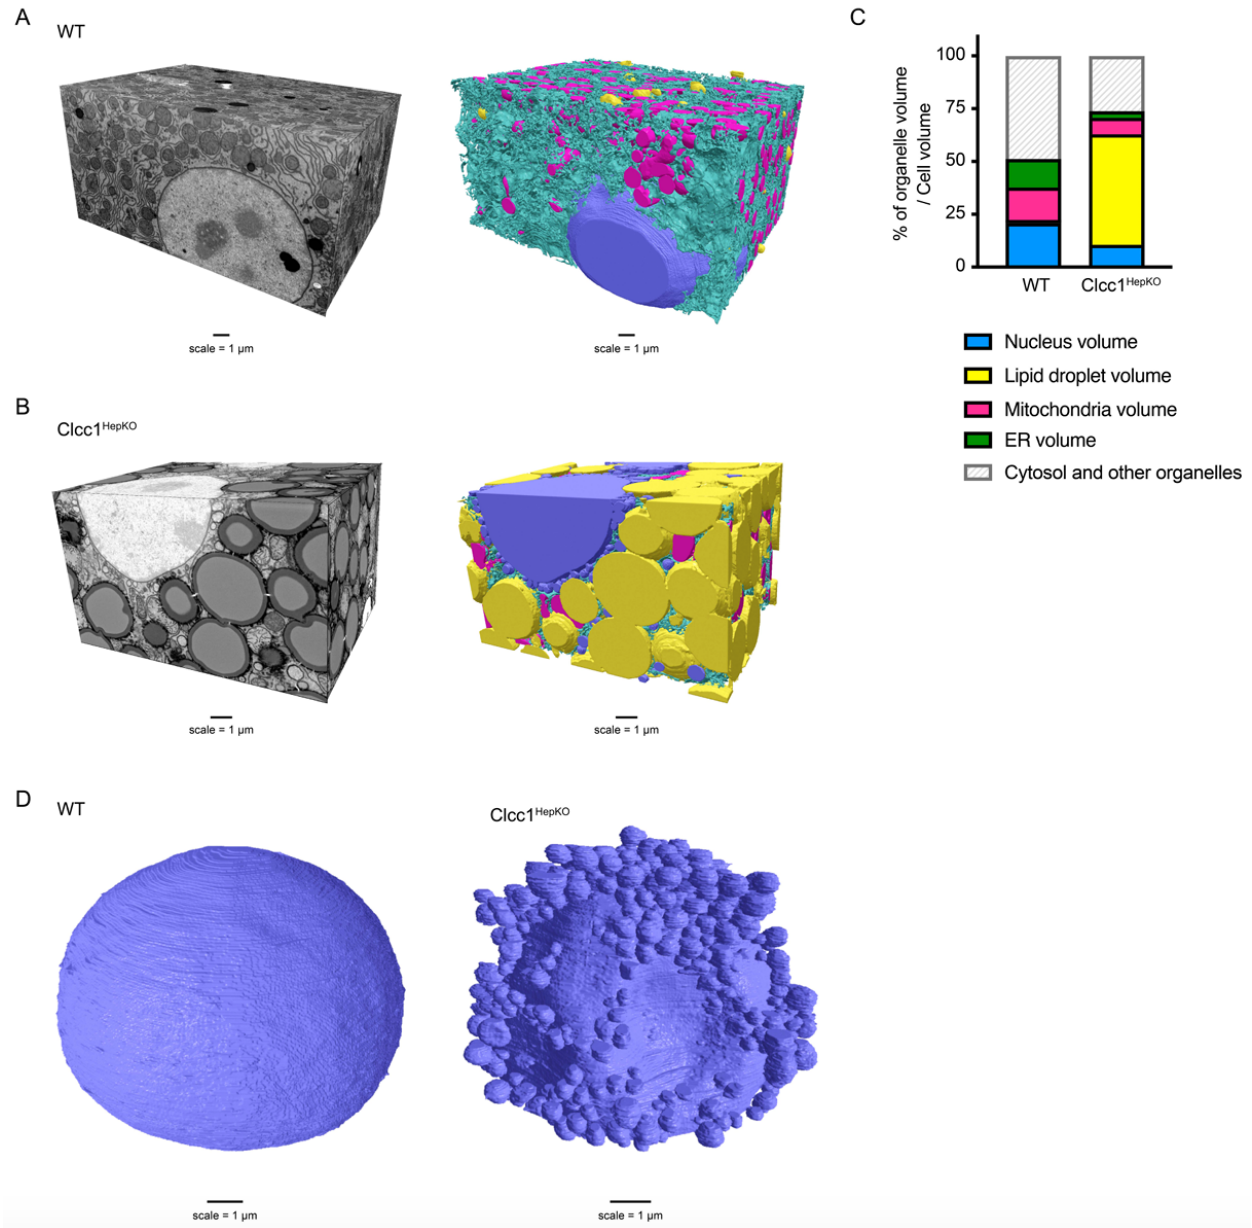 A
WT
scale = 1 µm
scale = 1 µm
B
Clcc1HepKO
scale = 1 µm
scale = 1 µm
C
% of organelle volume
/ Cell volume
100
75
50
25
0
WT
Clcc1HepKO
Nucleus volume
Lipid droplet volume
Mitochondria volume
ER volume
Cytosol and other organelles
D
WT
Clcc1HepKO
scale = 1 µm
scale = 1 µm